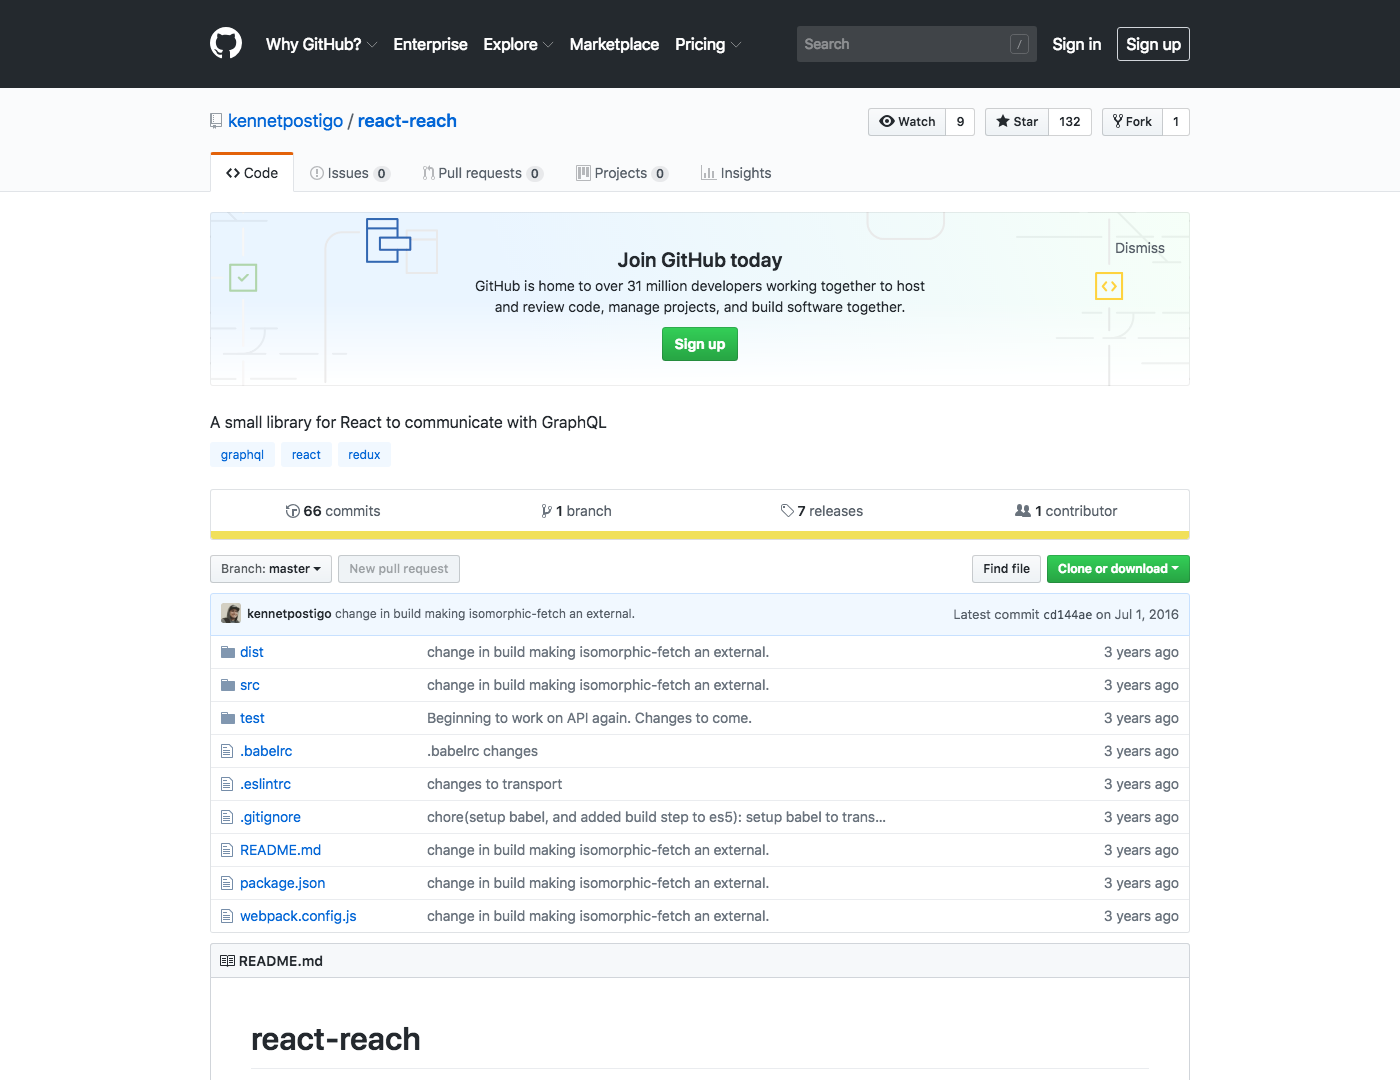 Why GitHub? Enterprise Explore Marketplace Pricing Search / Sign in Sign up
kennetpostigo / react-reach Watch 9 Star 132 Fork 1
Code Issues 0 Pull requests 0 Projects 0 Insights
Dismiss
Join GitHub today
GitHub is home to over 31 million developers working together to host
and review code, manage projects, and build software together.
Sign up
A small library for React to communicate with GraphQL
graphql react redux
66 commits 1 branch 7 releases 1 contributor
Branch: master New pull request Find file Clone or download
kennetpostigo change in build making isomorphic-fetch an external. Latest commit cd144ae on Jul 1, 2016
dist change in build making isomorphic-fetch an external. 3 years ago
src change in build making isomorphic-fetch an external. 3 years ago
test Beginning to work on API again. Changes to come. 3 years ago
.babelrc .babelrc changes 3 years ago
.eslintrc changes to transport 3 years ago
.gitignore chore(setup babel, and added build step to es5): setup babel to trans... 3 years ago
README.md change in build making isomorphic-fetch an external. 3 years ago
package.json change in build making isomorphic-fetch an external. 3 years ago
webpack.config.js change in build making isomorphic-fetch an external. 3 years ago
README.md
react-reach